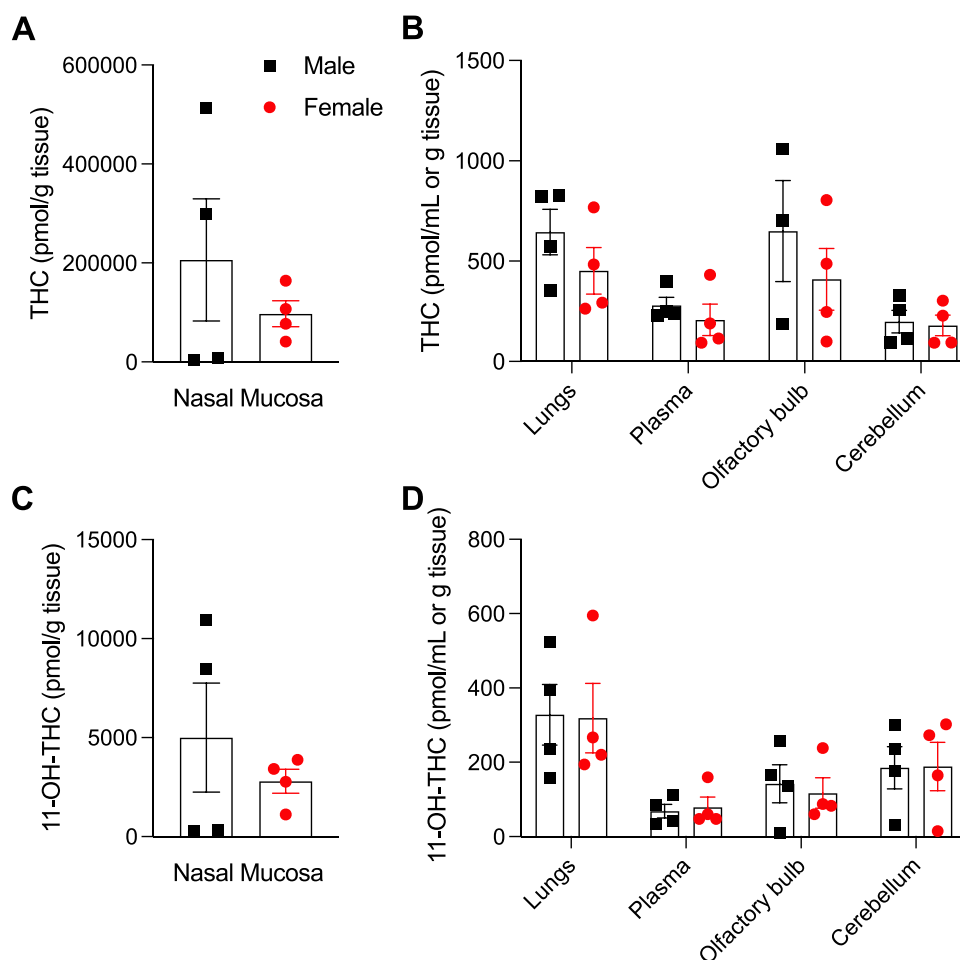 A
THC (pmol/g tissue)
600000
400000
200000
0
Male
Female
Nasal Mucosa
B
THC (pmol/mL or g tissue)
1500
1000
500
0
Lungs
Plasma
Olfactory bulb
Cerebellum
C
11-OH-THC (pmol/g tissue)
15000
10000
5000
0
Nasal Mucosa
D
11-OH-THC (pmol/mL or g tissue)
800
600
400
200
0
Lungs
Plasma
Olfactory bulb
Cerebellum